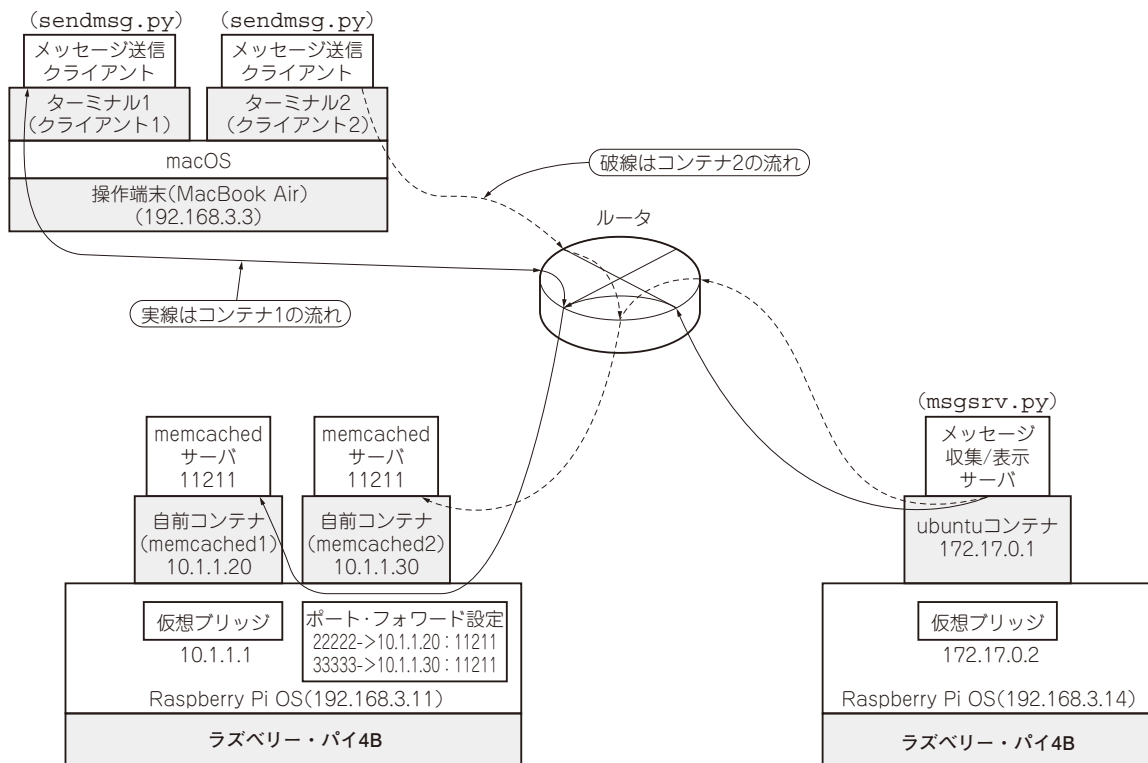 (sendmsg.py)
(sendmsg.py)
メッセージ送信
クライアント
メッセージ送信
クライアント
ターミナル1
(クライアント1)
ターミナル2
(クライアント2)
macOS
操作端末(MacBook Air)
(192.168.3.3)
破線はコンテナ2の流れ
ルータ
実線はコンテナ1の流れ
memcached
サーバ
11211
memcached
サーバ
11211
自前コンテナ
(memcached1)
10.1.1.20
自前コンテナ
(memcached2)
10.1.1.30
仮想ブリッジ
10.1.1.1
ポート・フォワード設定
22222->10.1.1.20：11211
33333->10.1.1.30：11211
Raspberry Pi OS(192.168.3.11)
ラズベリー・パイ4B
(msgsrv.py)
メッセージ
収集/表示
サーバ
ubuntuコンテナ
172.17.0.1
仮想ブリッジ
172.17.0.2
Raspberry Pi OS(192.168.3.14)
ラズベリー・パイ4B